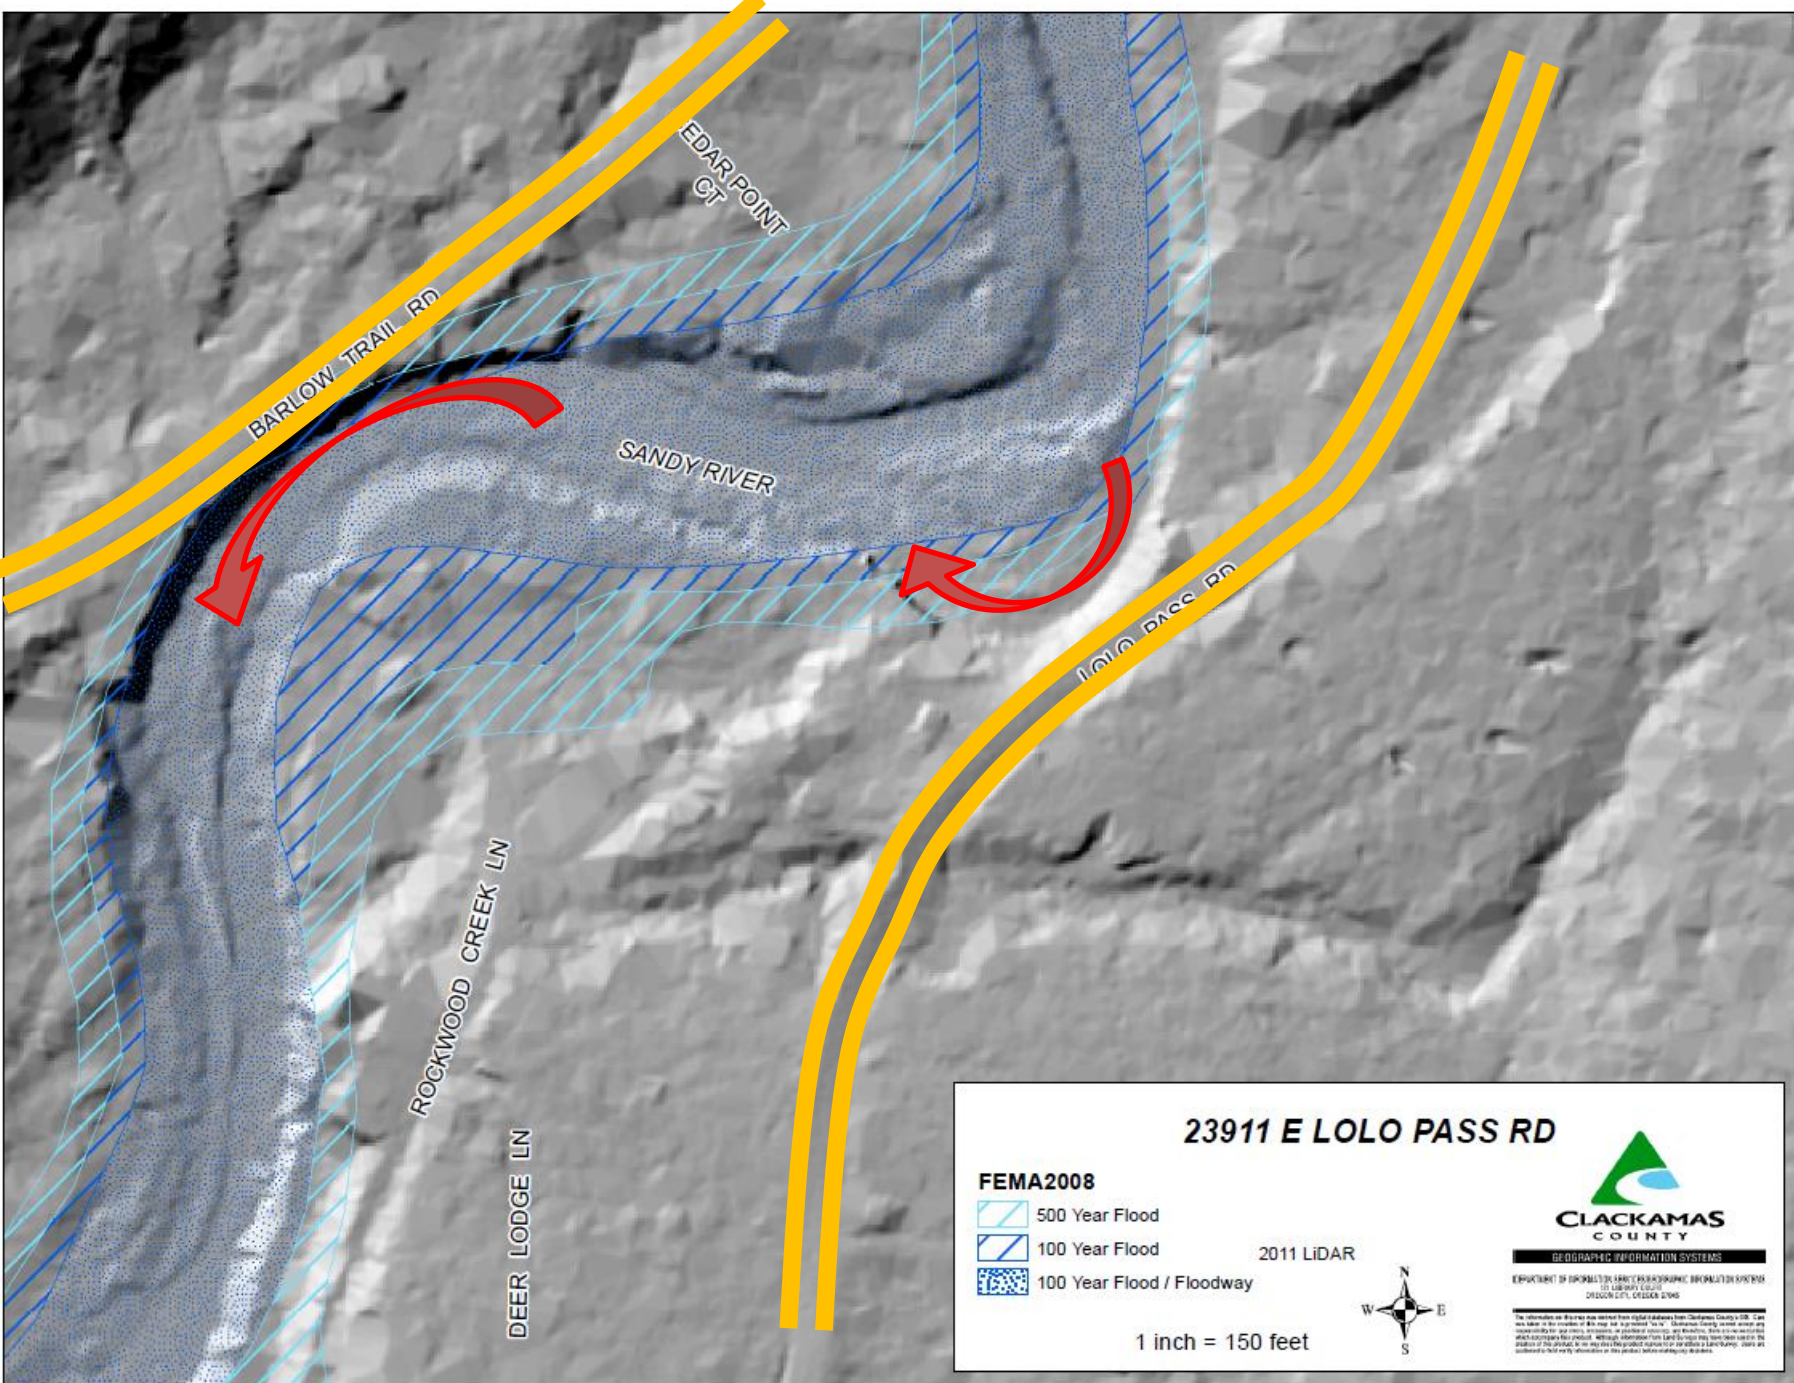 EDAR POINT
CT
BARLOW TRAIL RD
SANDY RIVER
LOLO PASS RD
ROCKWOOD CREEK LN
DEER LODGE LN
23911 E LOLO PASS RD
FEMA2008
500 Year Flood
100 Year Flood
100 Year Flood / Floodway
2011 LiDAR
1 inch = 150 feet
N
W
E
S
CLACKAMAS
COUNTY
GEOGRAPHIC INFORMATION SYSTEMS